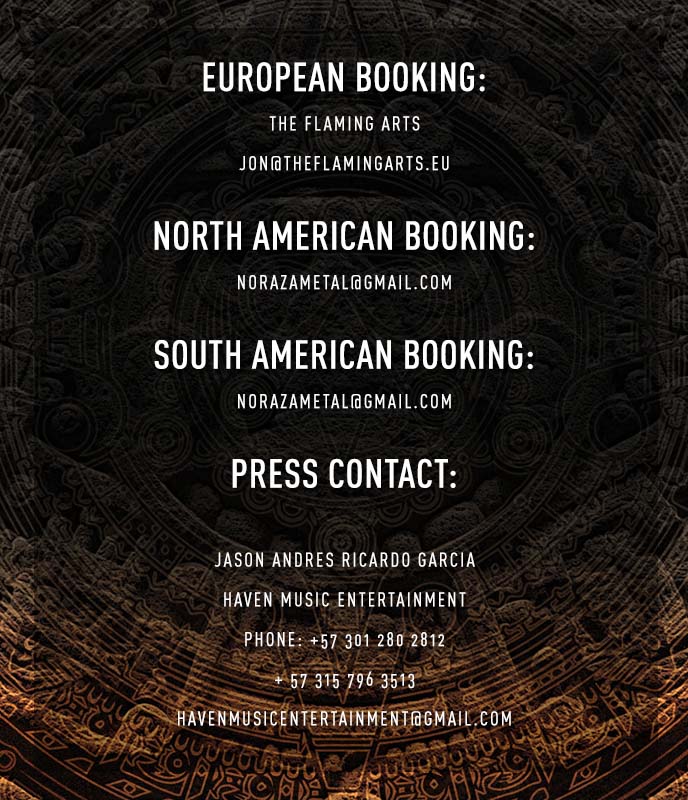 EUROPEAN BOOKING:
THE FLAMING ARTS
JON@THEFLAMINGARTS.EU
NORTH AMERICAN BOOKING:
NORAZAMETAL@GMAIL.COM
SOUTH AMERICAN BOOKING:
NORAZAMETAL@GMAIL.COM
PRESS CONTACT:
JASON ANDRES RICARDO GARCIA
HAVEN MUSIC ENTERTAINMENT
PHONE: +57 301 280 2812
+ 57 315 796 3513
HAVENMUSICENTERTAINMENT@GMAIL.COM